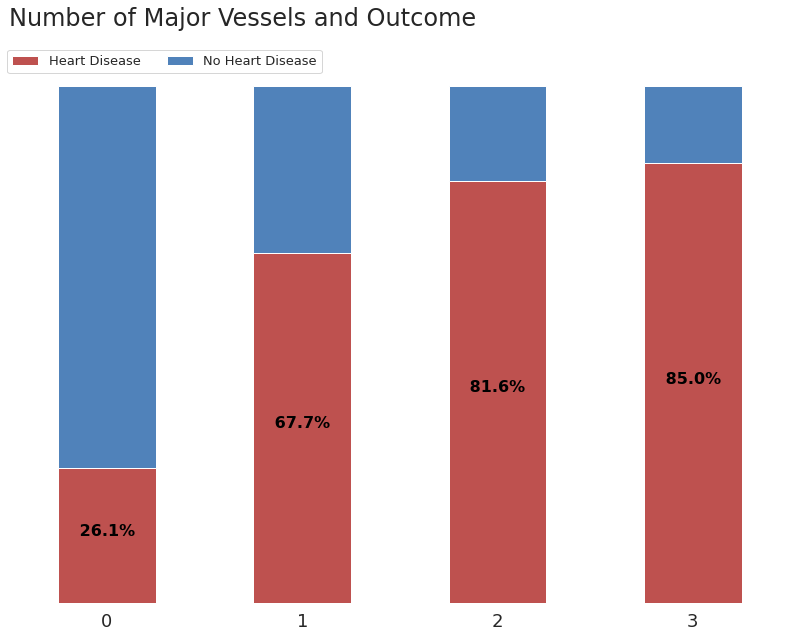 Number of Major Vessels and Outcome
Heart Disease No Heart Disease
85.0%
81.6%
67.7%
26.1%
0 1 2 3